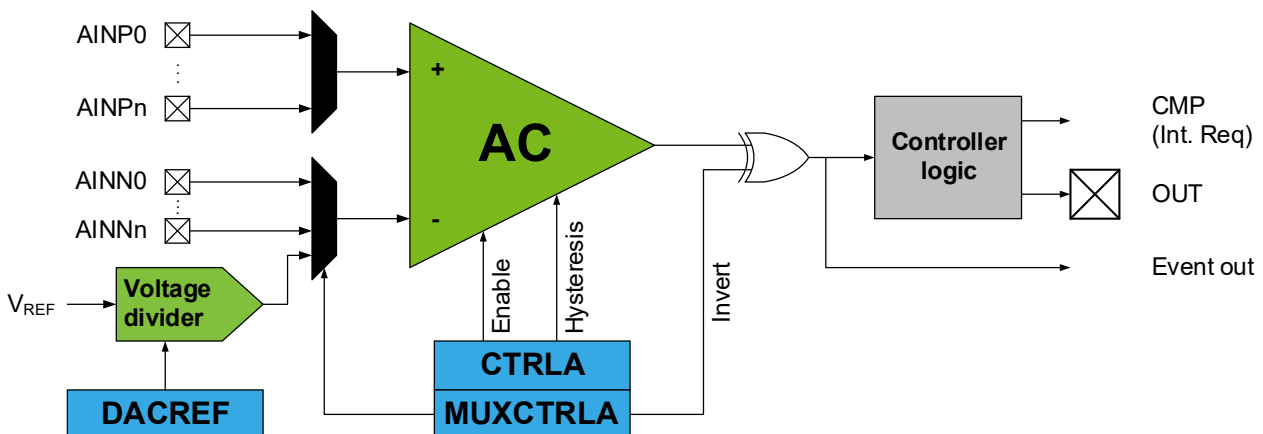 AINP0
⋮
AINPn
AINN0
⋮
AINNn
VREF
Voltage
divider
DACREF
+
AC
-
Enable
Hysteresis
CTRLA
MUXCTRLA
Invert
Controller
logic
CMP
(Int. Req)
OUT
Event out